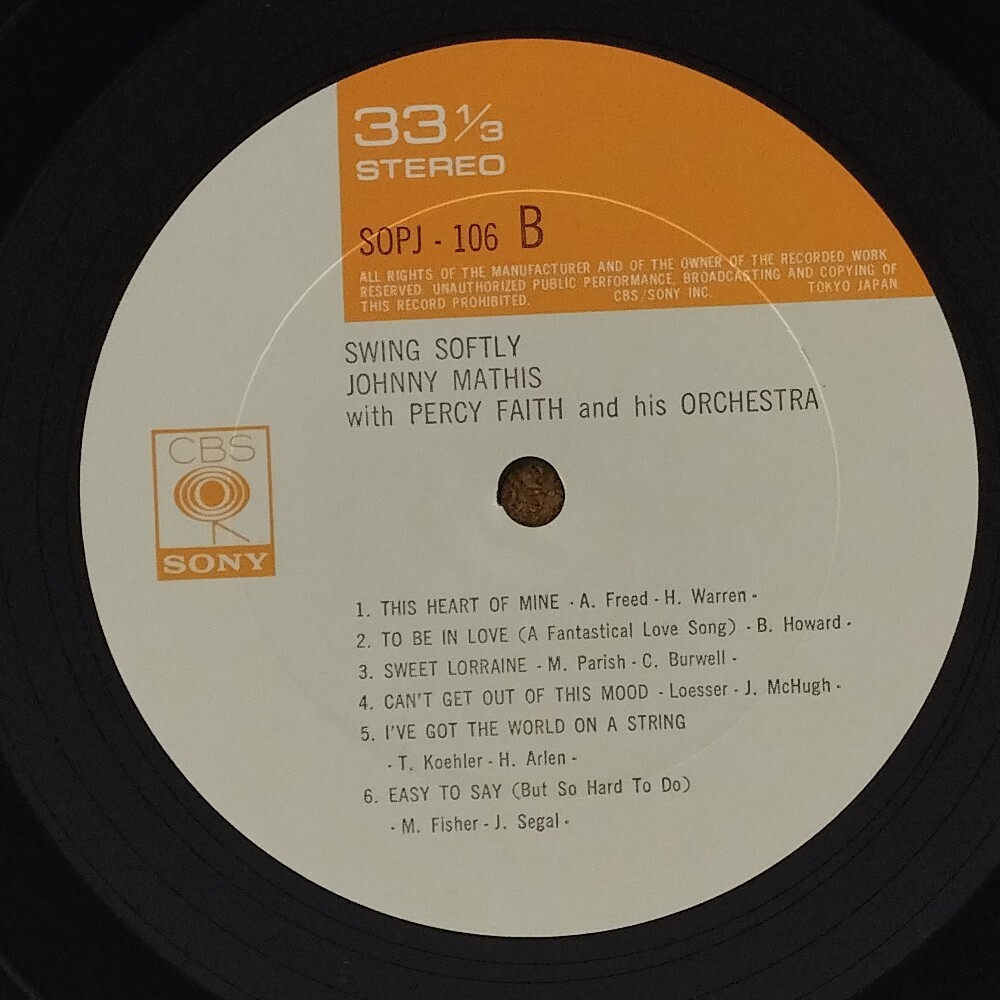 33 1/3
STEREO
SOPJ - 106 B
ALL RIGHTS OF THE MANUFACTURER AND OF THE OWNER OF THE RECORDED WORK
RESERVED. UNAUTHORIZED PUBLIC PERFORMANCE, BROADCASTING AND COPYING OF
THIS RECORD PROHIBITED. CBS/SONY INC. TOKYO JAPAN
SWING SOFTLY
JOHNNY MATHIS
with PERCY FAITH and his ORCHESTRA
CBS
SONY
1. THIS HEART OF MINE - A. Freed - H. Warren -
2. TO BE IN LOVE (A Fantastical Love Song) - B. Howard -
3. SWEET LORRAINE - M. Parish - C. Burwell -
4. CAN'T GET OUT OF THIS MOOD - Loesser - J. McHugh -
5. I'VE GOT THE WORLD ON A STRING
- T. Koehler - H. Arlen -
6. EASY TO SAY (But So Hard To Do)
- M. Fisher - J. Segal -